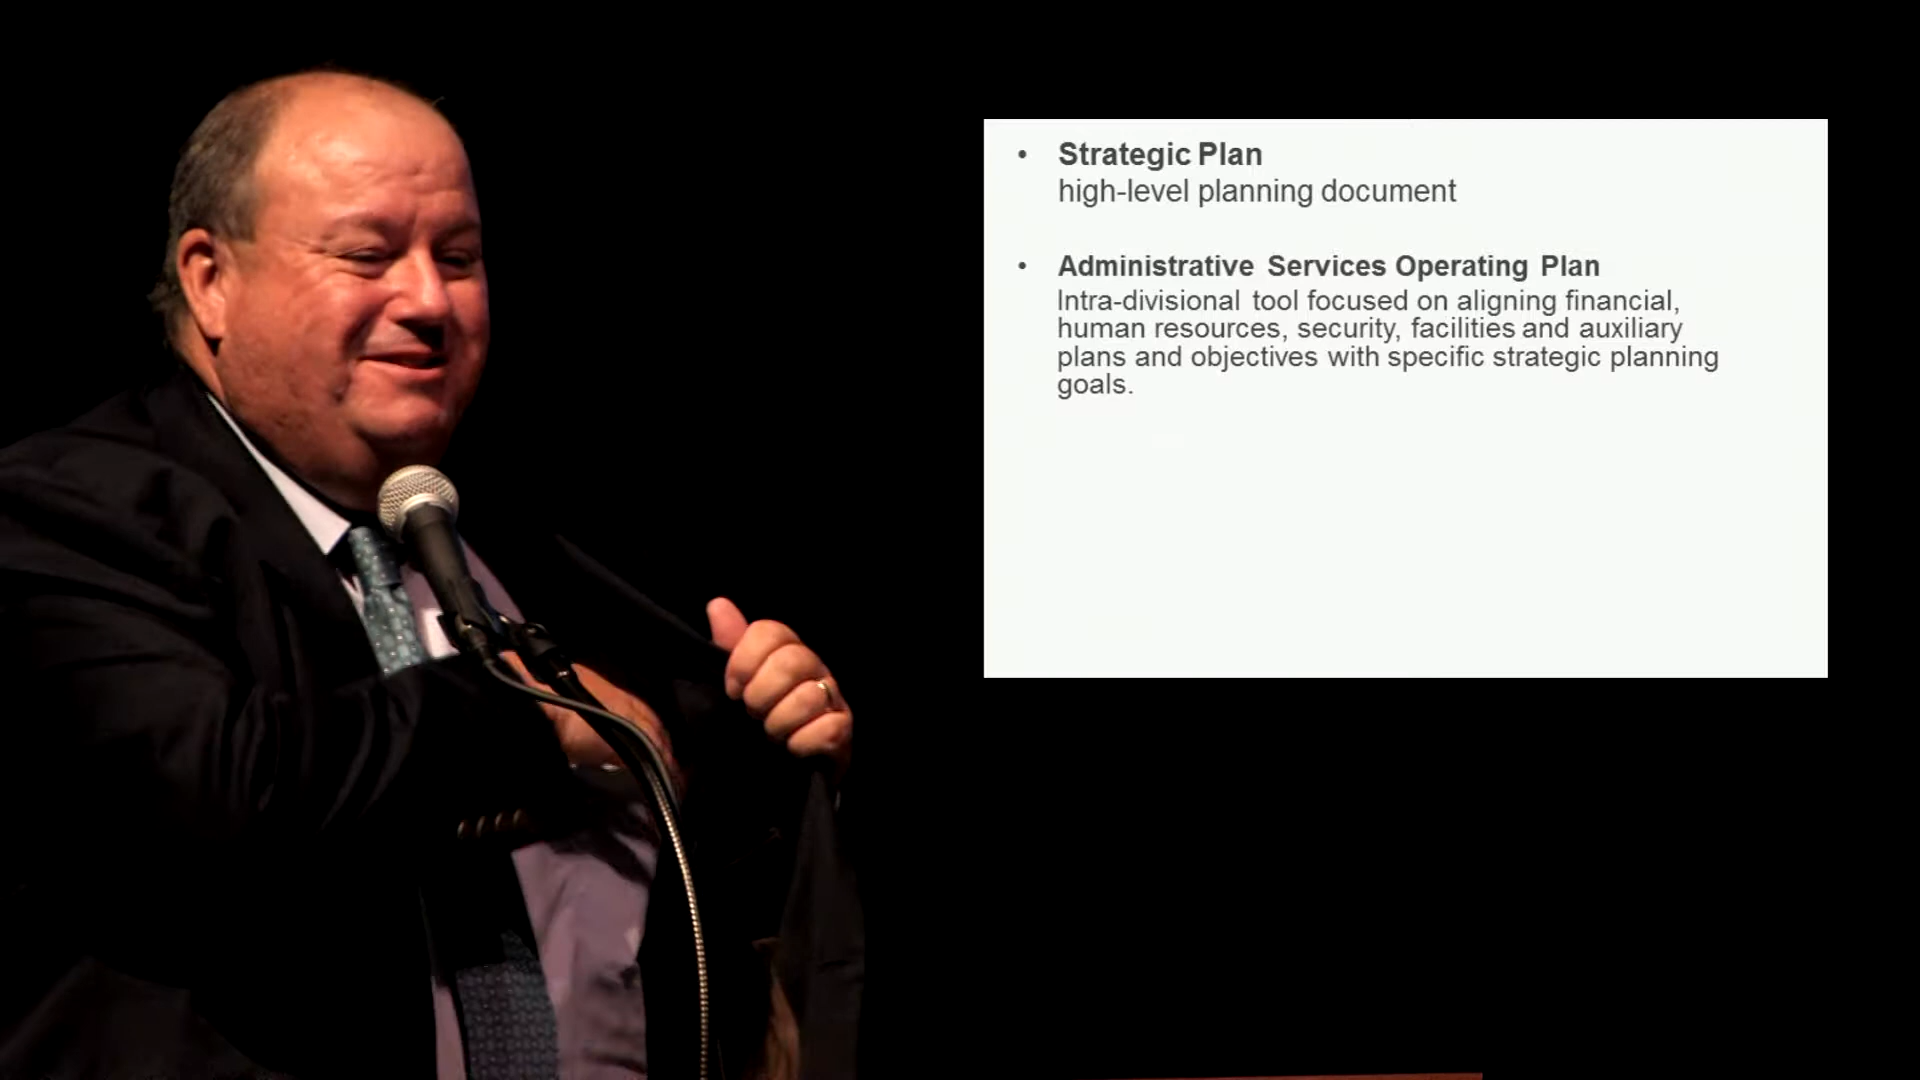 • Strategic Plan
high-level planning document
• Administrative Services Operating Plan
Intra-divisional tool focused on aligning financial,
human resources, security, facilities and auxiliary
plans and objectives with specific strategic planning
goals.